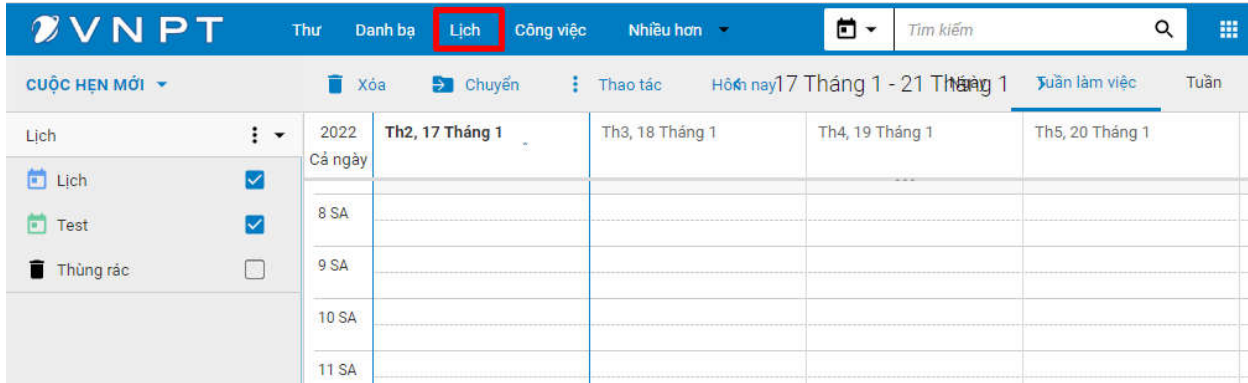 VNPT Thư Danh bạ Lịch Công việc Nhiều hơn Tìm kiếm
CUỘC HẸN MỚI Xóa Chuyển Thao tác Hôm nay 17 Tháng 1 - 21 Tháng 1 Ngày Tuần làm việc Tuần
Lịch 2022 Th2, 17 Tháng 1 Th3, 18 Tháng 1 Th4, 19 Tháng 1 Th5, 20 Tháng 1
Cả ngày
Lịch
Test
Thùng rác
8 SA
9 SA
10 SA
11 SA